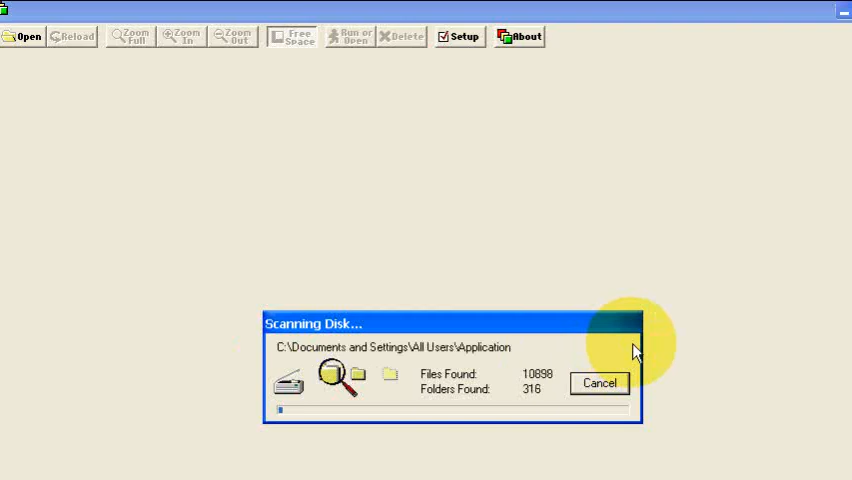 Open Reload Zoom Full Zoom In Zoom Out Free Space Run or Open Delete Setup About
Scanning Disk...
C:\Documents and Settings\All Users\Application
Files Found: 10898
Folders Found: 316
Cancel